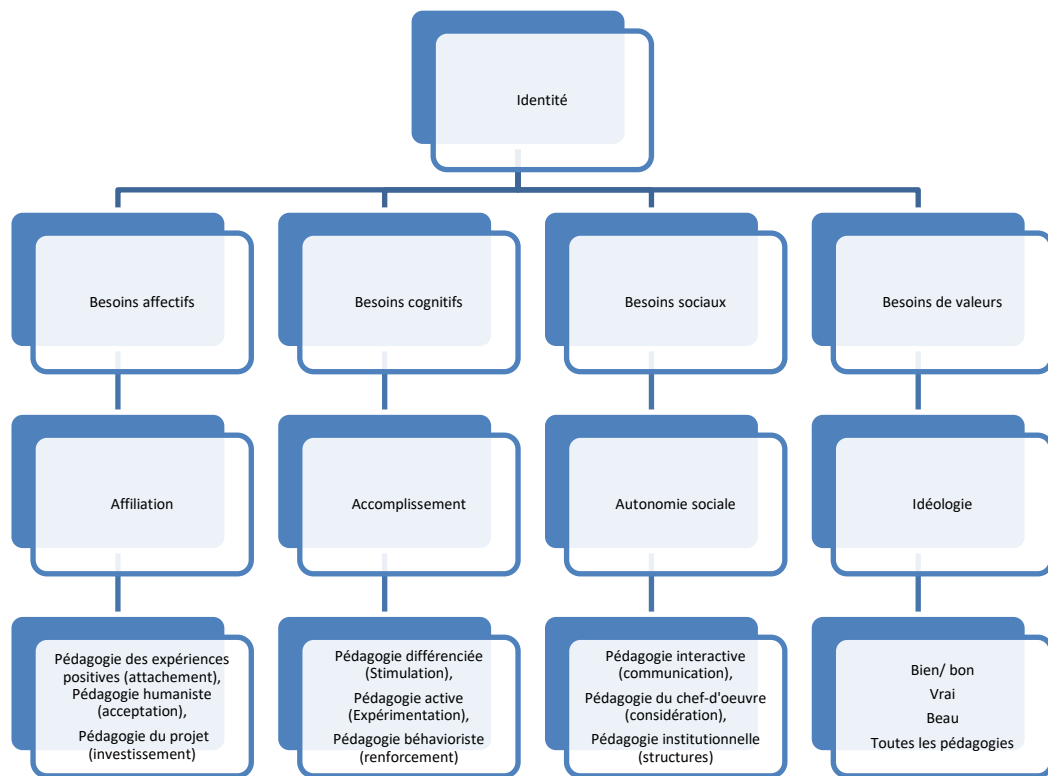 Identité
Besoins affectifs
Besoins cognitifs
Besoins sociaux
Besoins de valeurs
Affiliation
Accomplissement
Autonomie sociale
Idéologie
Pédagogie des expériences
positives (attachement),
Pédagogie humaniste
(acceptation),
Pédagogie du projet
(investissement)
Pédagogie différenciée
(Stimulation),
Pédagogie active
(Expérimentation),
Pédagogie béhavioriste
(renforcement)
Pédagogie interactive
(communication),
Pédagogie du chef-d'oeuvre
(considération),
Pédagogie institutionnelle
(structures)
Bien/ bon
Vrai
Beau
Toutes les pédagogies